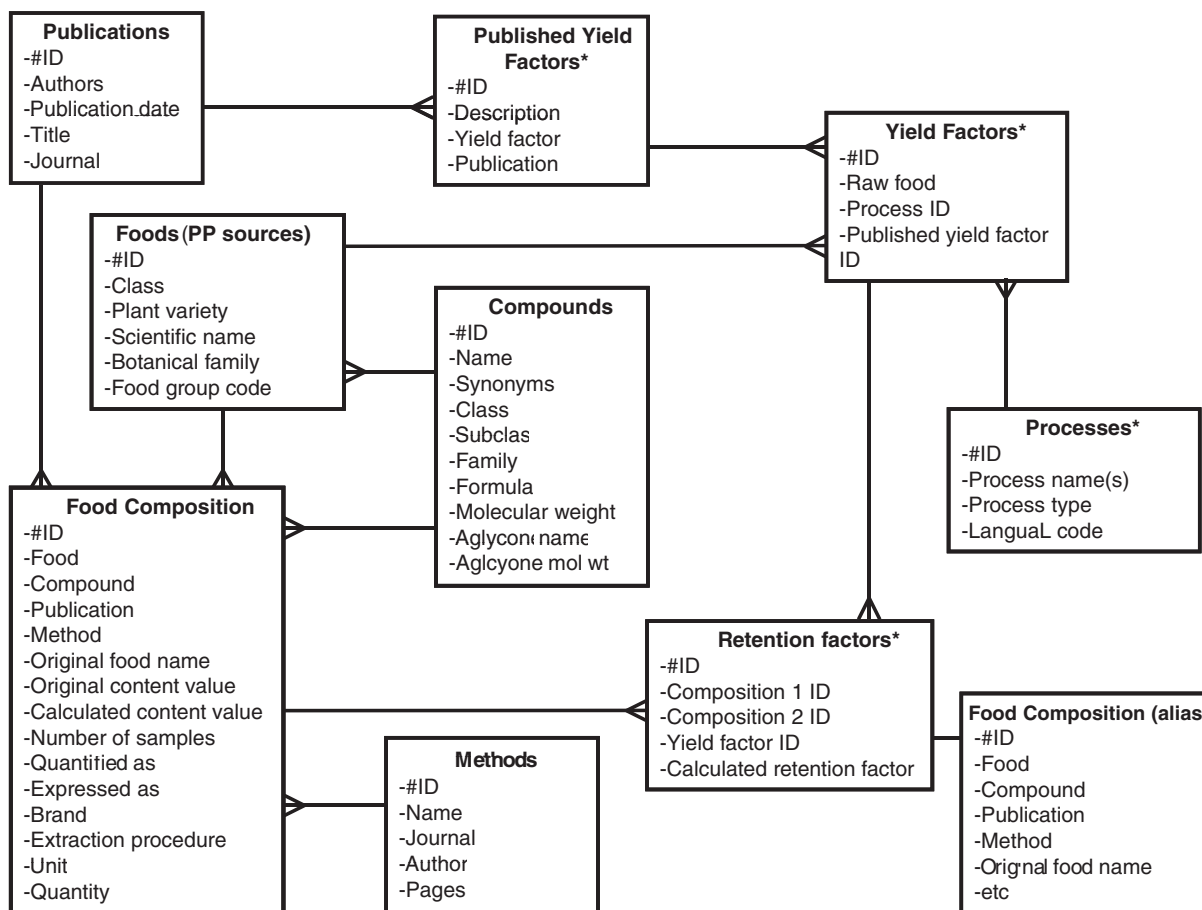 Publications
-#ID
-Authors
-Publication date
-Title
-Journal
Published Yield
Factors*
-#ID
-Description
-Yield factor
-Publication
Yield Factors*
-#ID
-Raw food
-Process ID
-Published yield factor
ID
Foods (PP sources)
-#ID
-Class
-Plant variety
-Scientific name
-Botanical family
-Food group code
Compounds
-#ID
-Name
-Synonyms
-Class
-Subclas
-Family
-Formula
-Molecular weight
-Aglycone name
-Aglcyone mol wt
Processes*
-#ID
-Process name(s)
-Process type
-LanguaL code
Food Composition
-#ID
-Food
-Compound
-Publication
-Method
-Original food name
-Original content value
-Calculated content value
-Number of samples
-Quantified as
-Expressed as
-Brand
-Extraction procedure
-Unit
-Quantity
Retention factors*
-#ID
-Composition 1 ID
-Composition 2 ID
-Yield factor ID
-Calculated retention factor
Methods
-#ID
-Name
-Journal
-Author
-Pages
Food Composition (alias
-#ID
-Food
-Compound
-Publication
-Method
-Original food name
-etc